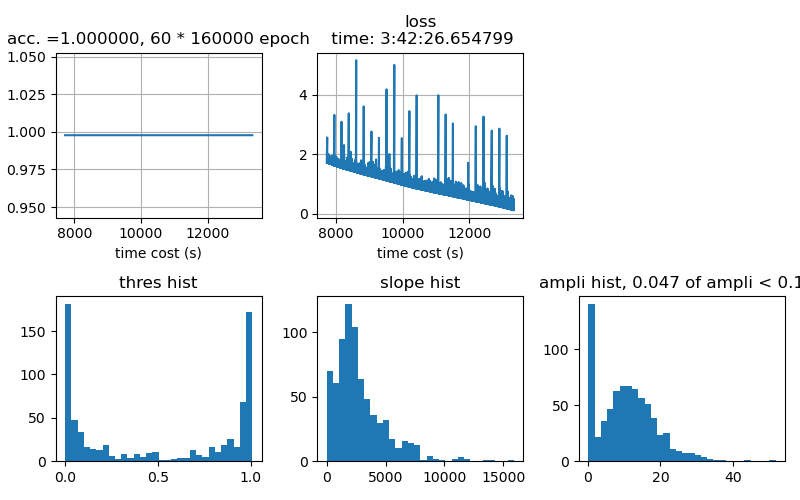 acc. =1.000000, 60 * 160000 epoch
1.050
1.025
1.000
0.975
0.950
8000 10000 12000
time cost (s)
loss
time: 3:42:26.654799
4
2
0
8000 10000 12000
time cost (s)
thres hist
150
100
50
0
0.0 0.5 1.0
slope hist
100
50
0
0 5000 10000 15000
ampli hist, 0.047 of ampli < 0.1
100
50
0
0 20 40